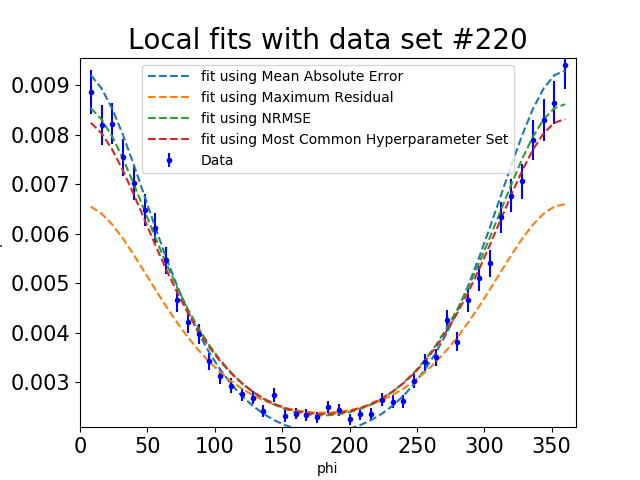 Local fits with data set #220
fit using Mean Absolute Error
fit using Maximum Residual
fit using NRMSE
fit using Most Common Hyperparameter Set
Data
0.009
0.008
0.007
0.006
0.005
0.004
0.003
0 50 100 150 200 250 300 350
phi